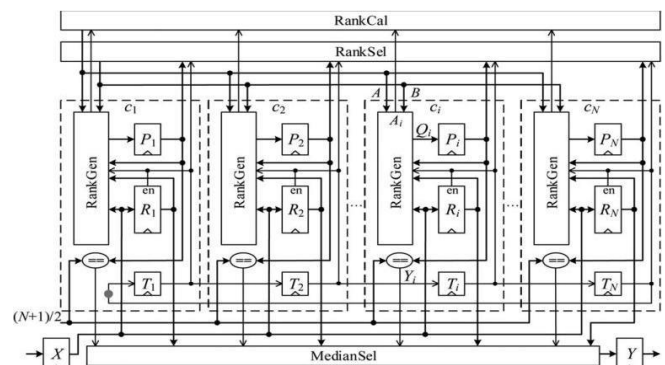 RankCal
RankSel
c1 c2 A B ci cN
Ai
RankGen P1 RankGen P2 RankGen Qi Pi RankGen PN
en en en en
R1 R2 Ri RN
== == == ==
T1 T2 Yi Ti TN
(N+1)/2
X MedianSel Y